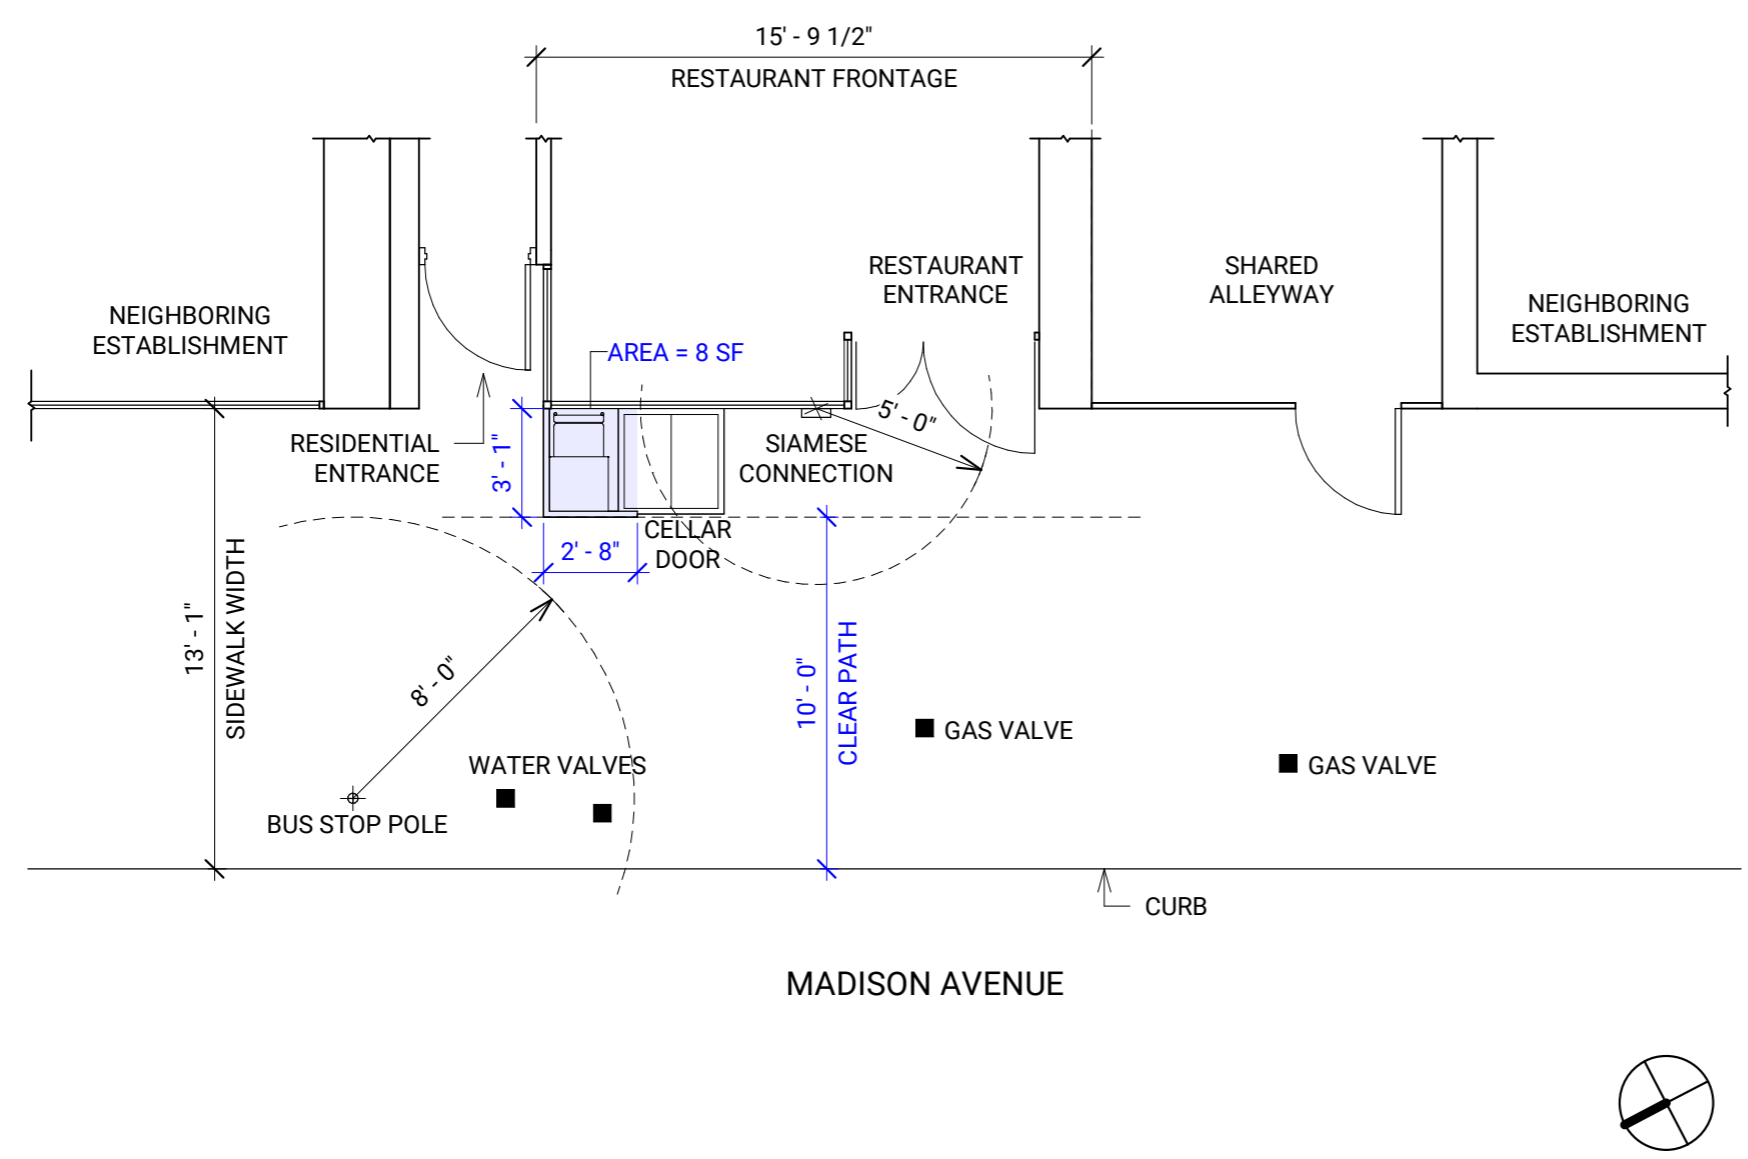 15' - 9 1/2"
RESTAURANT FRONTAGE
NEIGHBORING
ESTABLISHMENT
RESTAURANT
ENTRANCE
SHARED
ALLEYWAY
NEIGHBORING
ESTABLISHMENT
AREA = 8 SF
RESIDENTIAL
ENTRANCE
3' - 1"
SIAMESE
CONNECTION
5' - 0"
CELLAR
DOOR
2' - 8"
13' - 1"
SIDEWALK WIDTH
8' - 0"
10' - 0"
CLEAR PATH
GAS VALVE
GAS VALVE
WATER VALVES
BUS STOP POLE
CURB
MADISON AVENUE